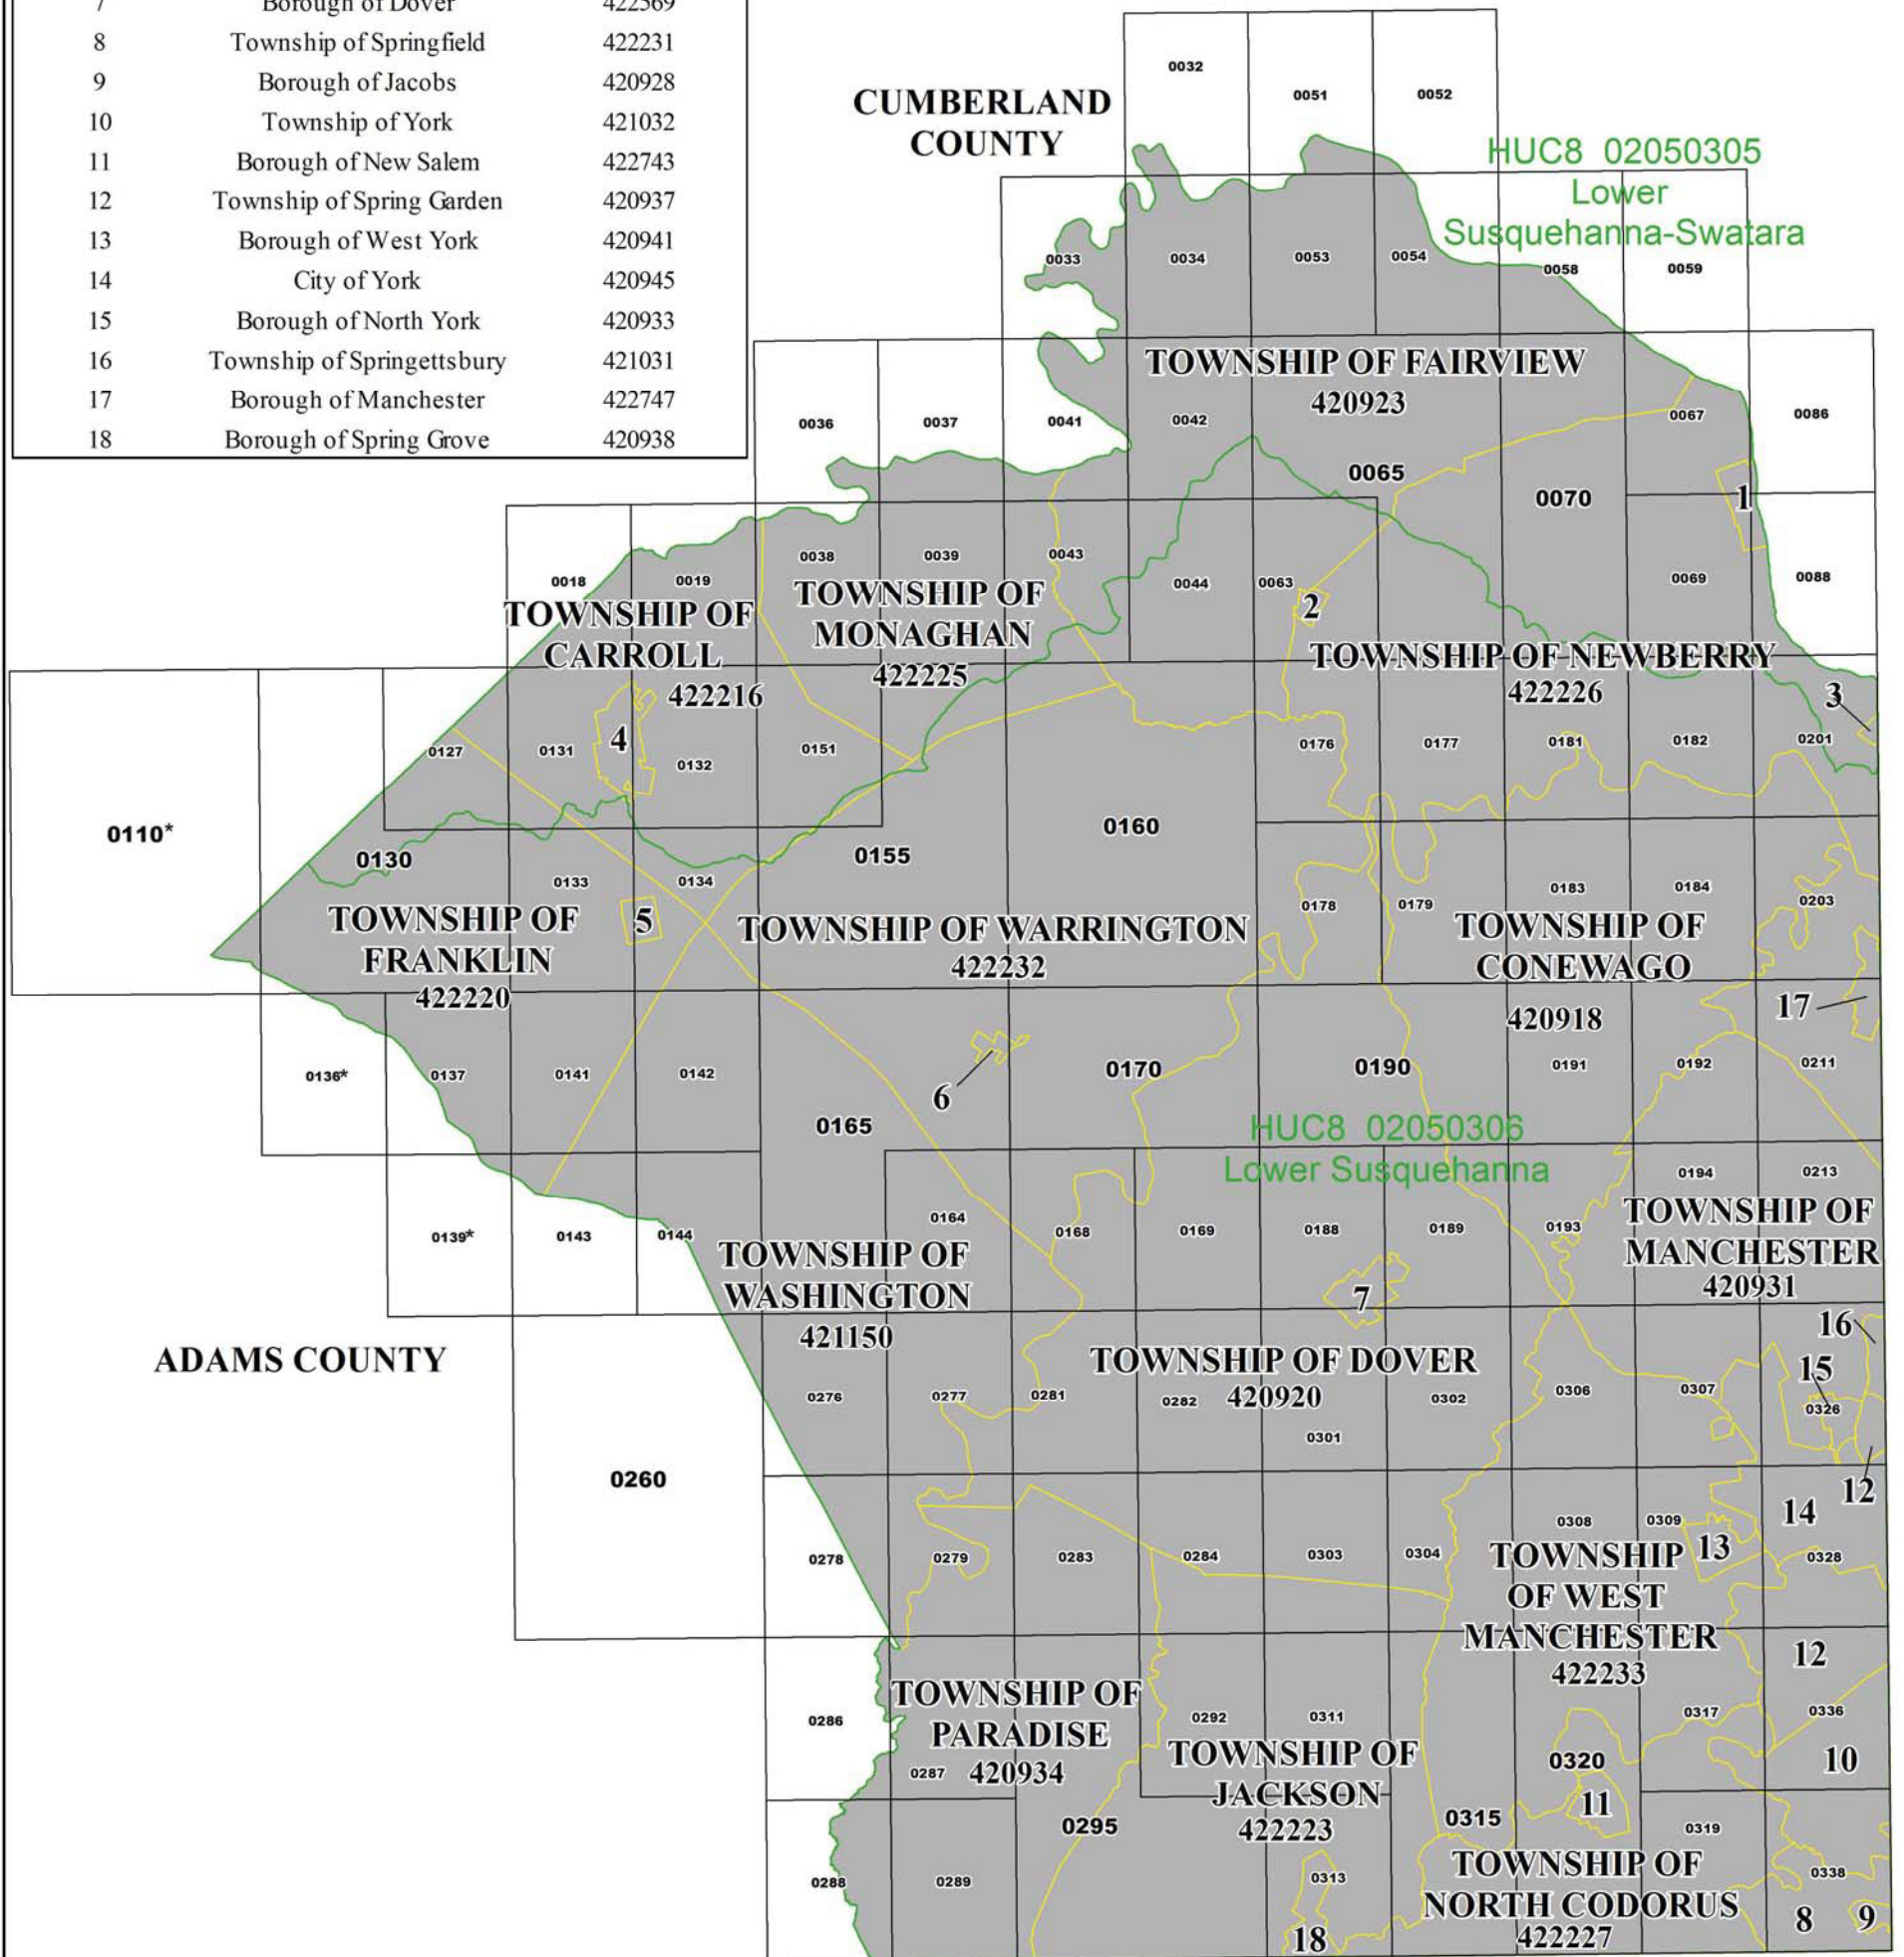 7 Borough of Dover 422569
8 Township of Springfield 422231
9 Borough of Jacobs 420928
10 Township of York 421032
11 Borough of New Salem 422743
12 Township of Spring Garden 420937
13 Borough of West York 420941
14 City of York 420945
15 Borough of North York 420933
16 Township of Springettsbury 421031
17 Borough of Manchester 422747
18 Borough of Spring Grove 420938
CUMBERLAND
COUNTY
0032
0051
0052
HUC8 02050305
Lower
Susquehanna-Swatara
0033
0034
0053
0054
0058
0059
TOWNSHIP OF FAIRVIEW
420923
0036
0037
0041
0042
0065
0067
0086
0070
1
0018
0019
0038
0039
0043
0044
0063
2
0069
0088
TOWNSHIP OF
CARROLL
422216
TOWNSHIP OF
MONAGHAN
422225
TOWNSHIP OF NEWBERRY
422226
3
0127
0131
4
0132
0151
0176
0177
0181
0182
0201
0110*
0130
0133
0134
0155
0160
0178
0179
0183
0184
0203
TOWNSHIP OF
FRANKLIN
422220
5
TOWNSHIP OF WARRINGTON
422232
TOWNSHIP OF
CONEWAGO
420918
17
0136*
0137
0141
0142
6
0165
0170
0190
0191
0192
0211
HUC8 02050306
Lower Susquehanna
0139*
0143
0144
0164
0168
0169
0188
0189
0193
0194
0213
TOWNSHIP OF
WASHINGTON
421150
7
TOWNSHIP OF
MANCHESTER
420931
16
15
ADAMS COUNTY
TOWNSHIP OF DOVER
420920
0276
0277
0281
0282
0301
0302
0306
0307
0326
12
0260
0278
0279
0283
0284
0303
0304
0308
0309
13
14
0328
TOWNSHIP
OF WEST
MANCHESTER
422233
12
0286
0287
TOWNSHIP OF
PARADISE
420934
0292
0311
TOWNSHIP OF
JACKSON
422223
0317
0336
0320
10
11
0288
0289
0295
0313
18
0315
0319
0338
TOWNSHIP OF
NORTH CODORUS
422227
8
9